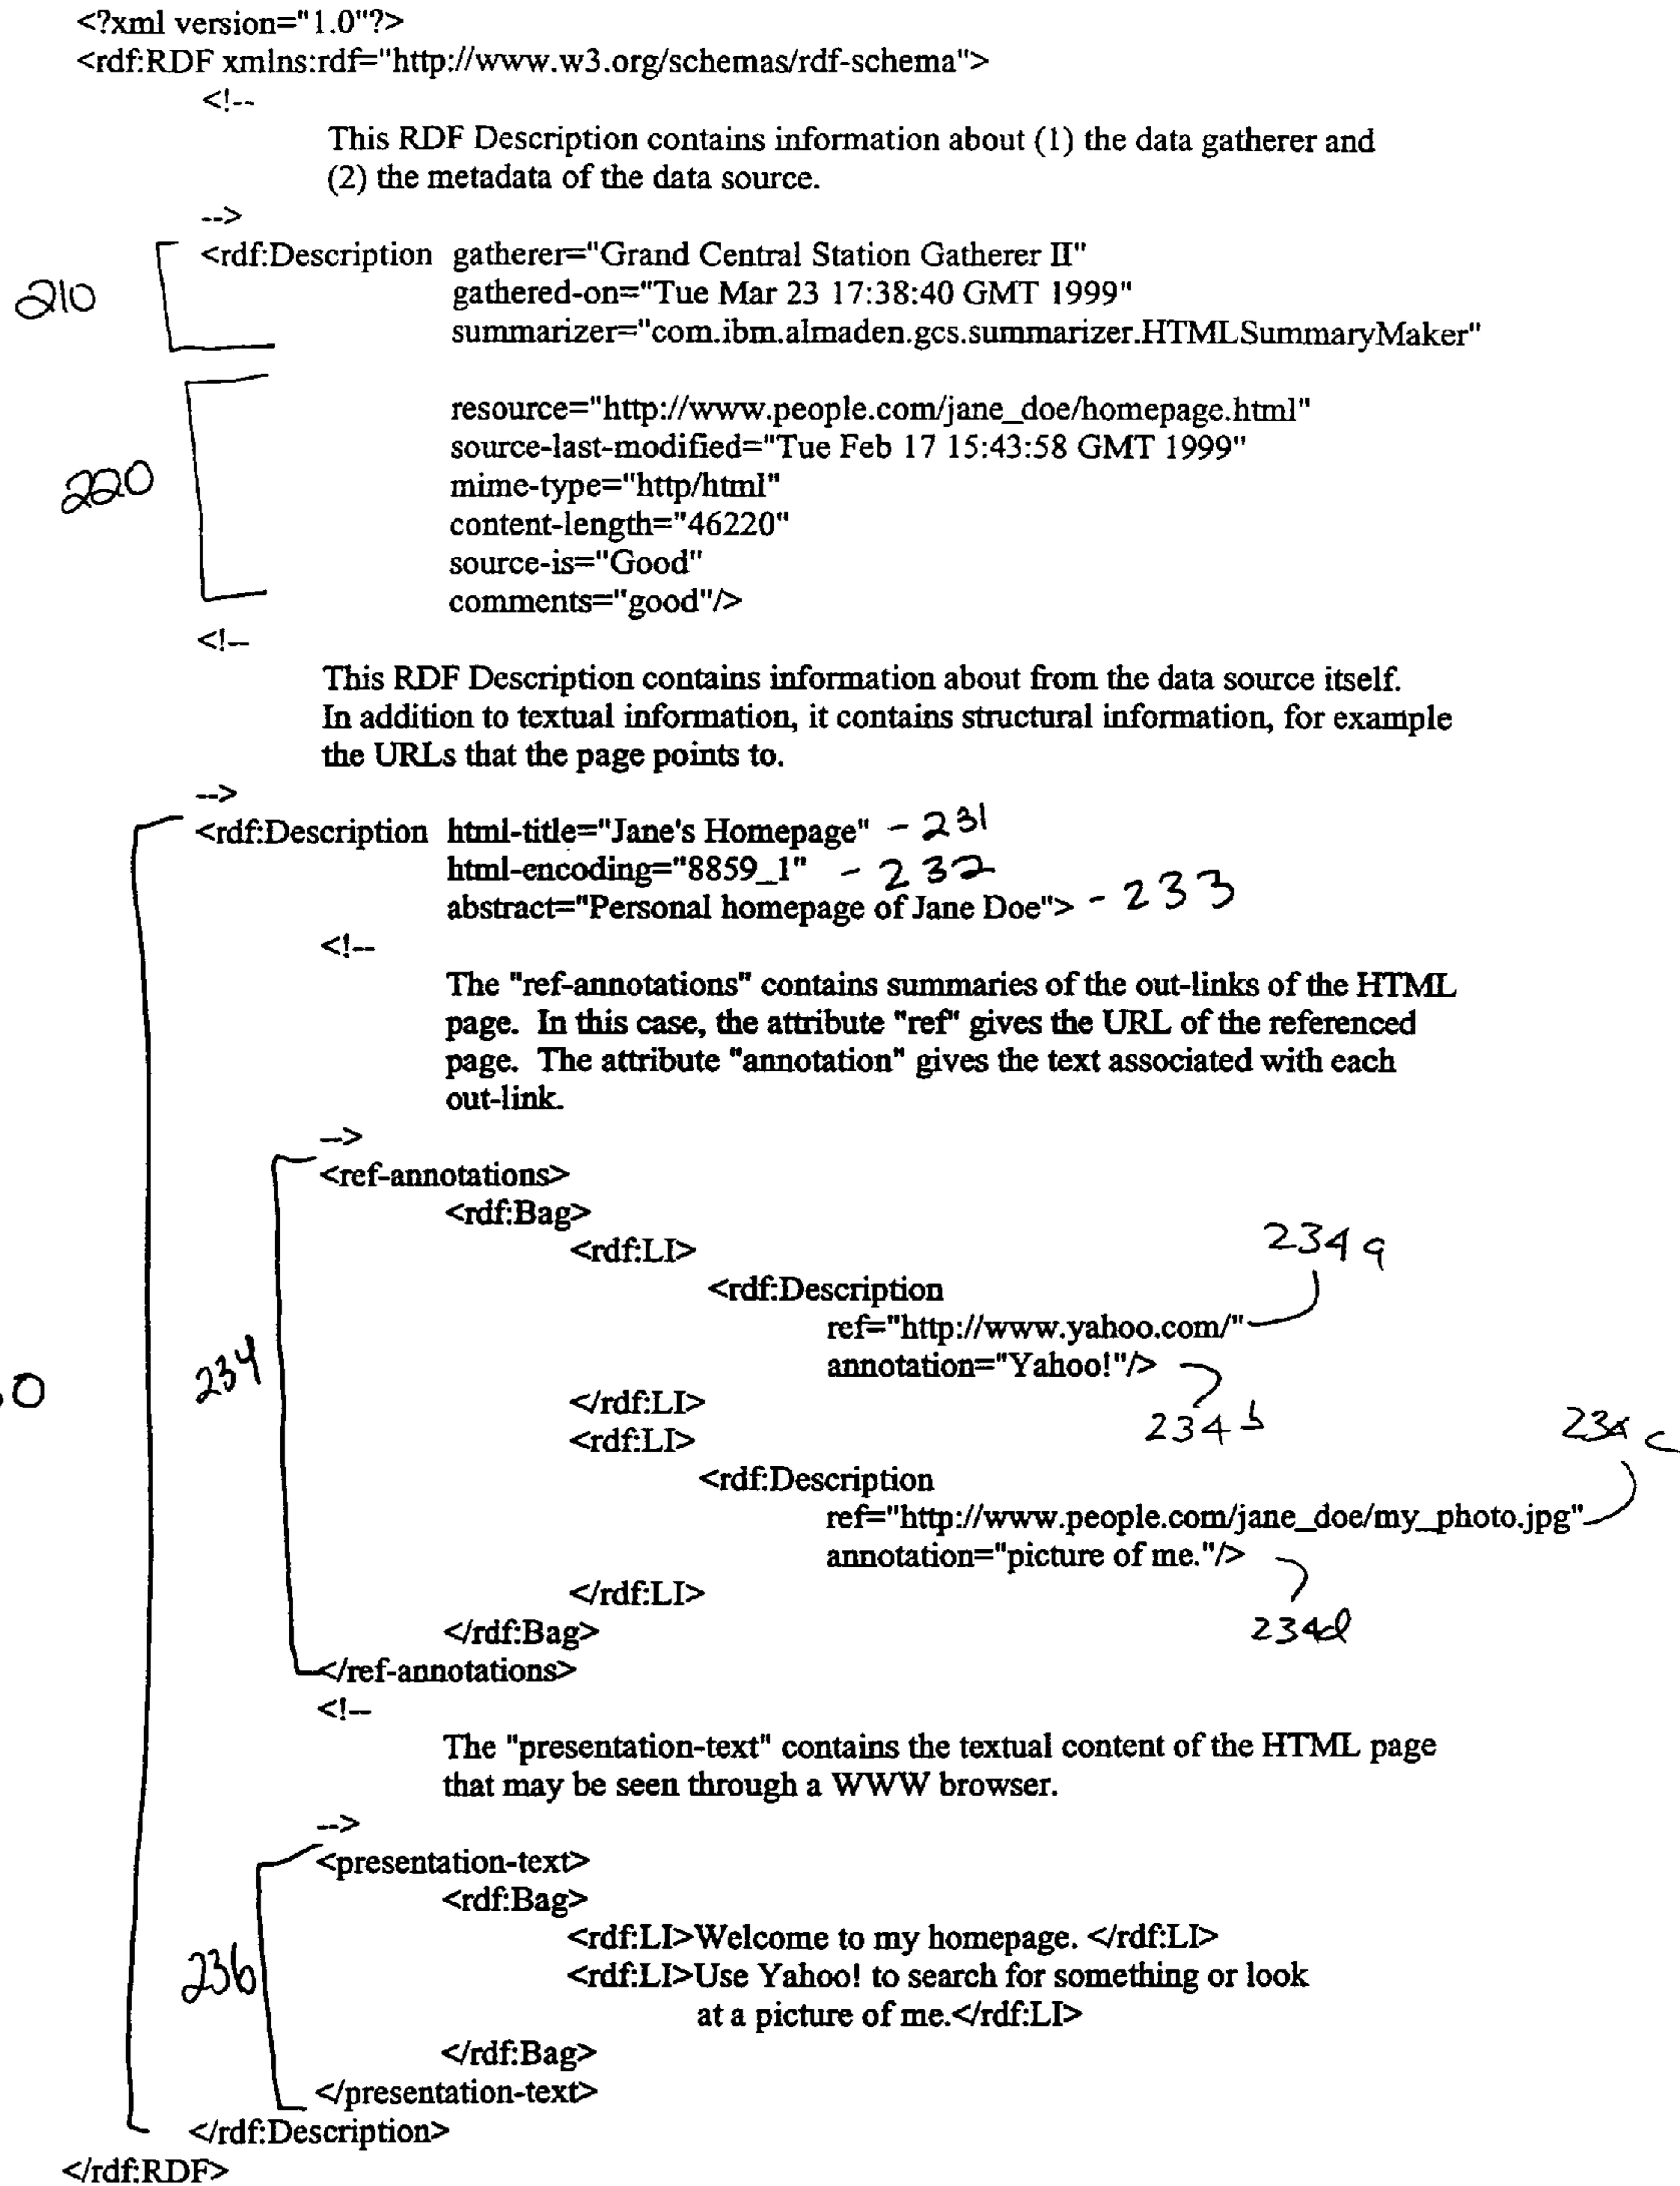 <?xml version="1.0"?>
<rdf:RDF xmlns:rdf="http://www.w3.org/schemas/rdf-schema">
<!--
This RDF Description contains information about (1) the data gatherer and
(2) the metadata of the data source.
-->
210
<rdf:Description gatherer="Grand Central Station Gatherer II"
gathered-on="Tue Mar 23 17:38:40 GMT 1999"
summarizer="com.ibm.almaden.gcs.summarizer.HTMLSummaryMaker"
220
resource="http://www.people.com/jane_doe/homepage.html"
source-last-modified="Tue Feb 17 15:43:58 GMT 1999"
mime-type="http/html"
content-length="46220"
source-is="Good"
comments="good"/>
<!--
This RDF Description contains information about from the data source itself.
In addition to textual information, it contains structural information, for example
the URLs that the page points to.
-->
<rdf:Description html-title="Jane's Homepage" - 231
html-encoding="8859_1" - 232
abstract="Personal homepage of Jane Doe"> - 233
<!--
The "ref-annotations" contains summaries of the out-links of the HTML
page. In this case, the attribute "ref" gives the URL of the referenced
page. The attribute "annotation" gives the text associated with each
out-link.
-->
<ref-annotations>
<rdf:Bag>
<rdf:LI>
234a
<rdf:Description
ref="http://www.yahoo.com/"
annotation="Yahoo!"/>
234
</rdf:LI>
234b
<rdf:LI>
234c
<rdf:Description
ref="http://www.people.com/jane_doe/my_photo.jpg"
annotation="picture of me."/>
</rdf:LI>
</rdf:Bag>
234d
</ref-annotations>
<!--
The "presentation-text" contains the textual content of the HTML page
that may be seen through a WWW browser.
-->
<presentation-text>
<rdf:Bag>
<rdf:LI>Welcome to my homepage. </rdf:LI>
236
<rdf:LI>Use Yahoo! to search for something or look
at a picture of me.</rdf:LI>
</rdf:Bag>
</presentation-text>
</rdf:Description>
</rdf:RDF>